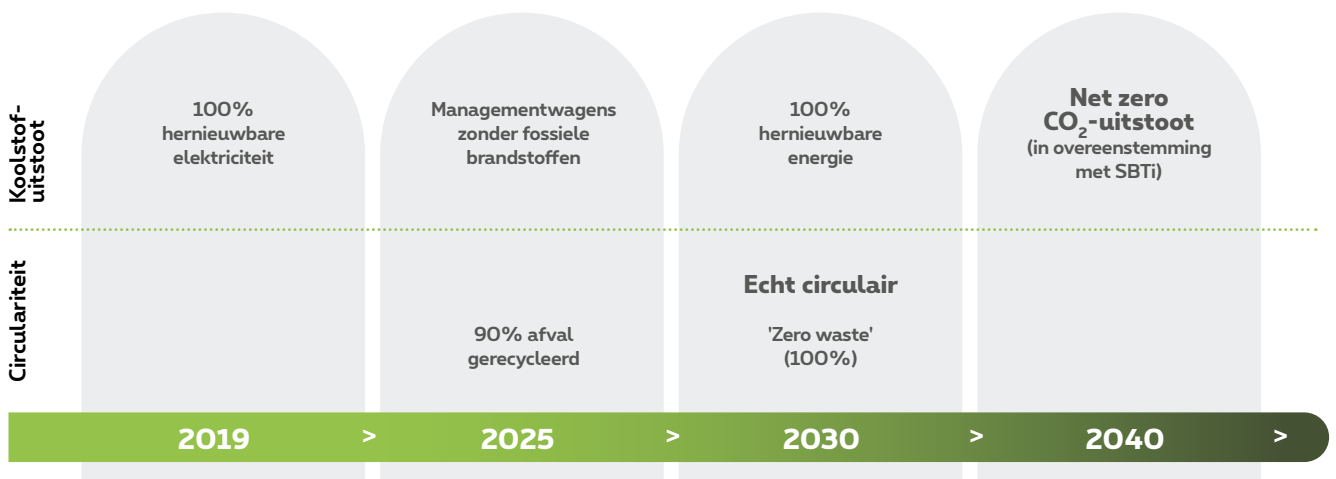 Koolstof-
uitstoot
100%
hernieuwbare
elektriciteit
Managementwagens
zonder fossiele
brandstoffen
100%
hernieuwbare
energie
Net zero
CO₂-uitstoot
(in overeenstemming
met SBTi)
Circulariteit
90% afval
gerecycleerd
Echt circulair
'Zero waste'
(100%)
2019 > 2025 > 2030 > 2040 >